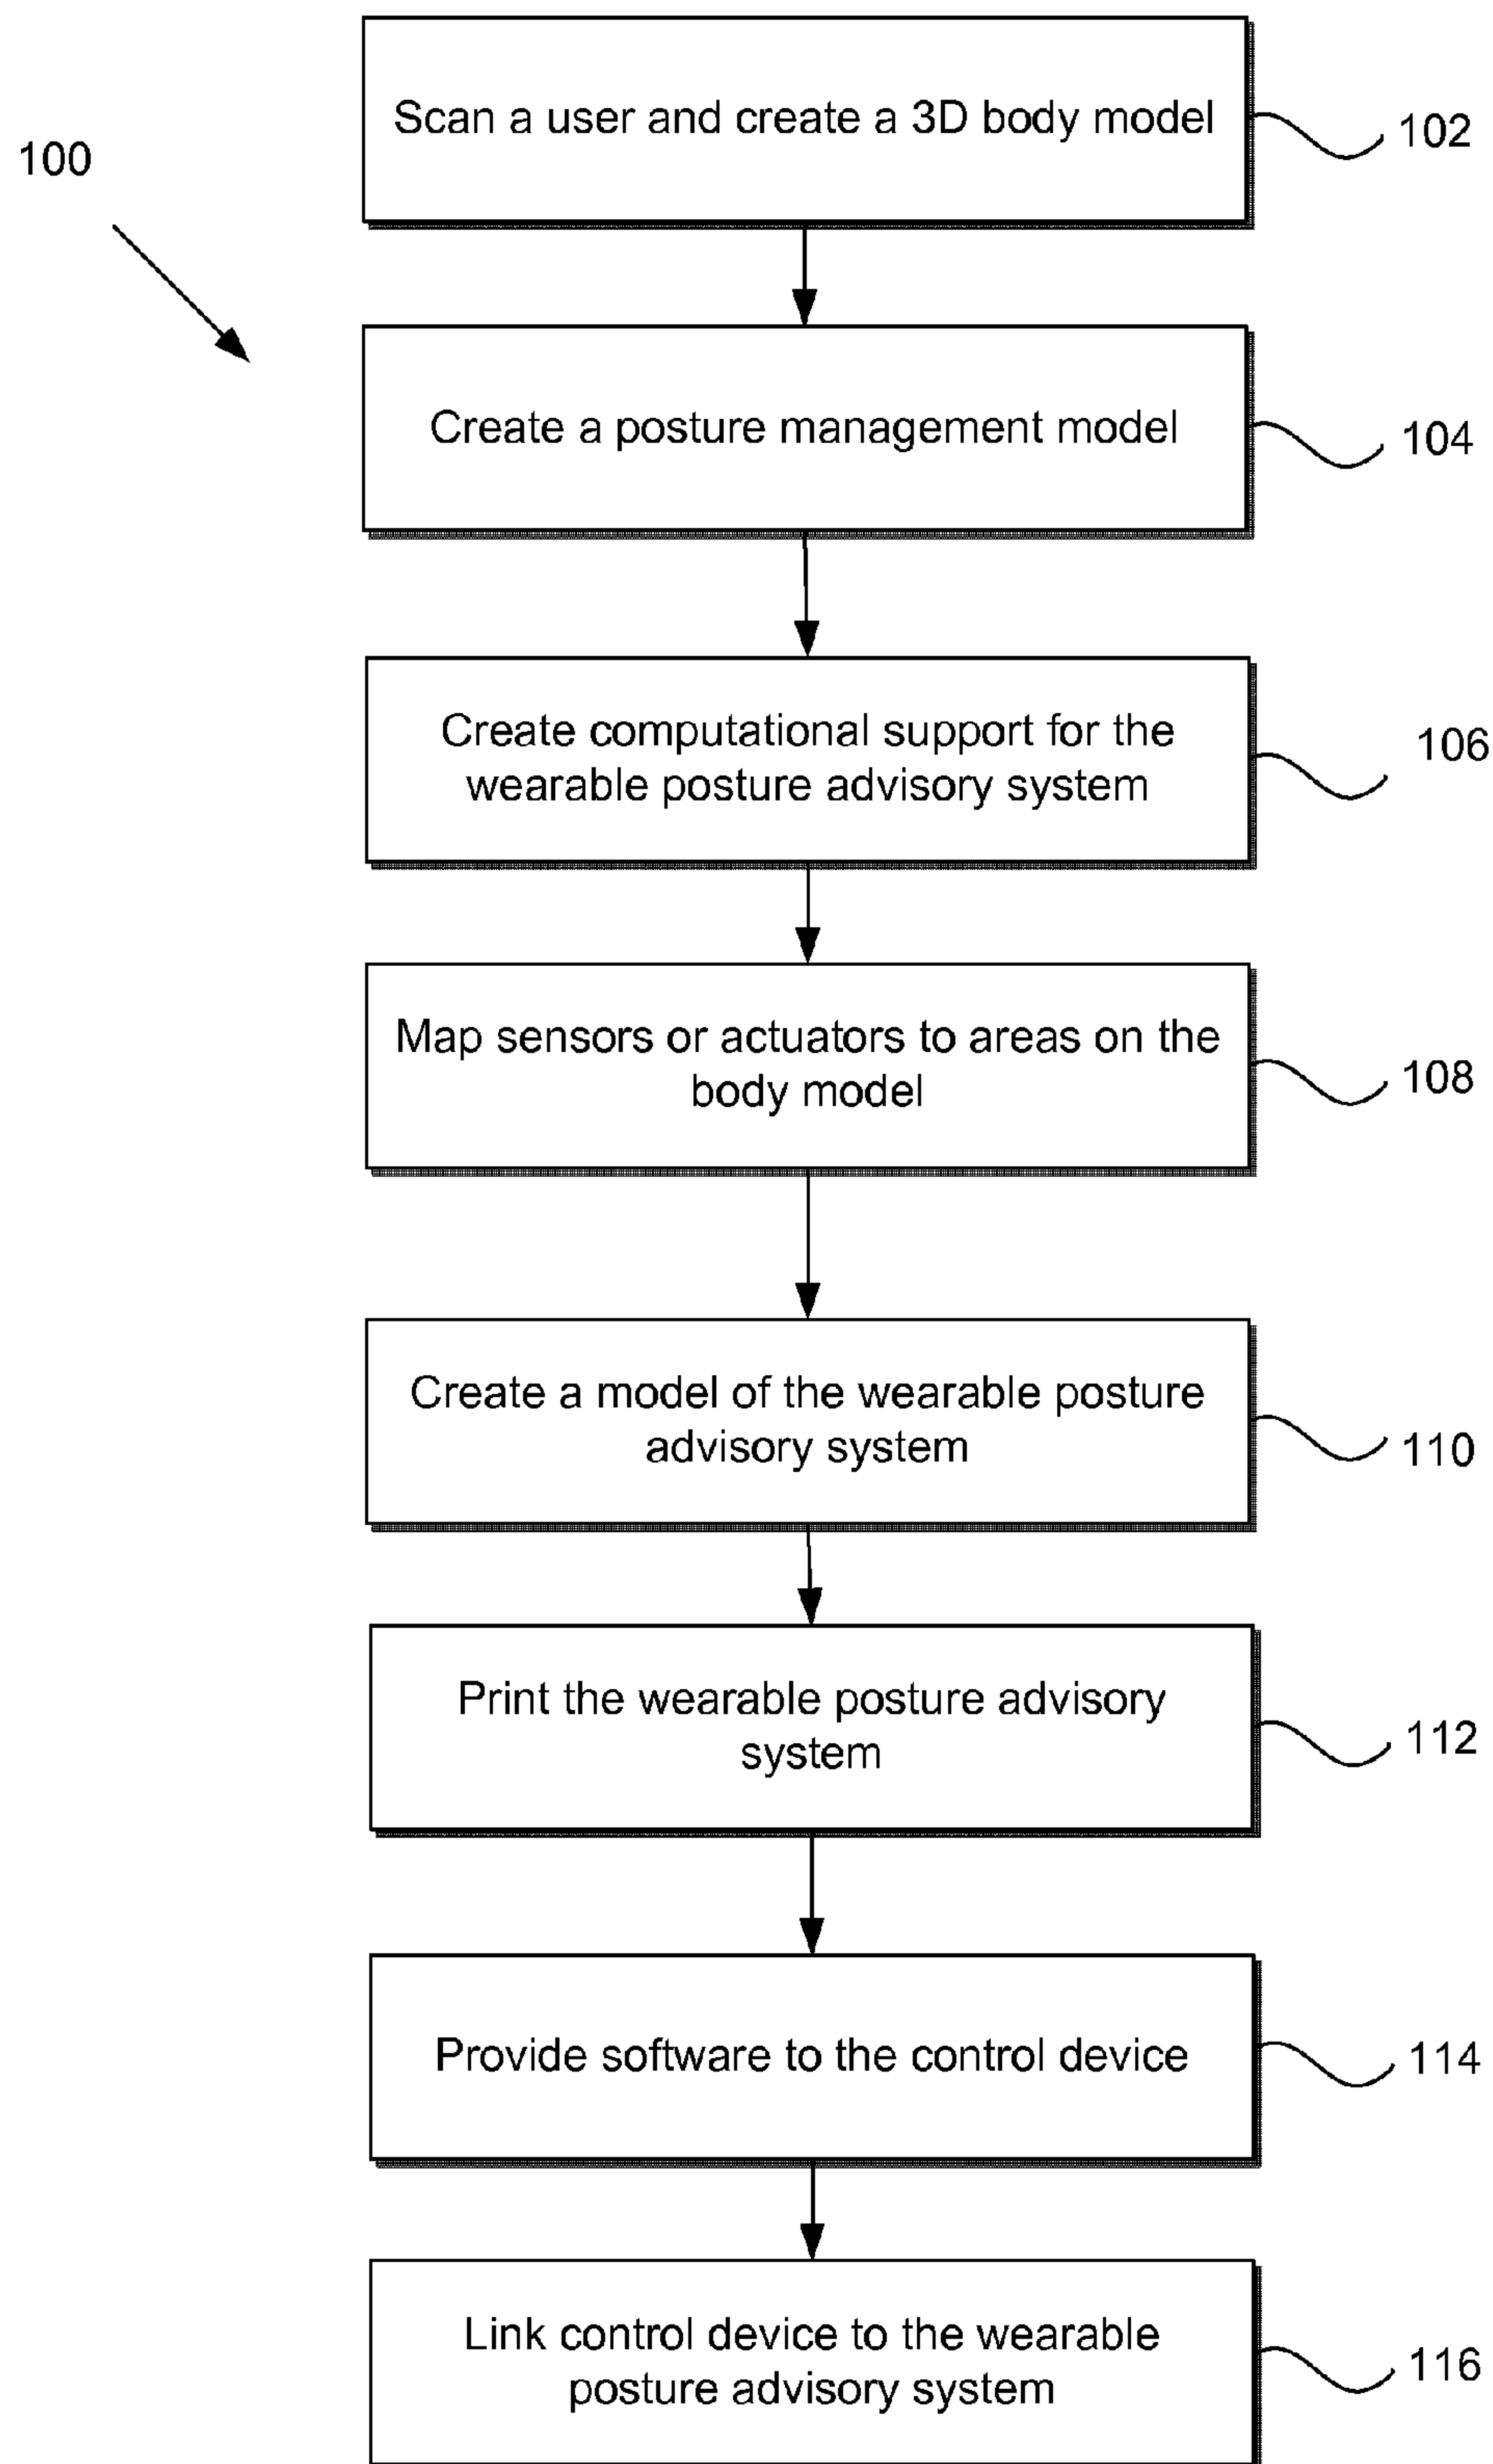 100
Scan a user and create a 3D body model
102
Create a posture management model
104
Create computational support for the
wearable posture advisory system
106
Map sensors or actuators to areas on the
body model
108
Create a model of the wearable posture
advisory system
110
Print the wearable posture advisory
system
112
Provide software to the control device
114
Link control device to the wearable
posture advisory system
116